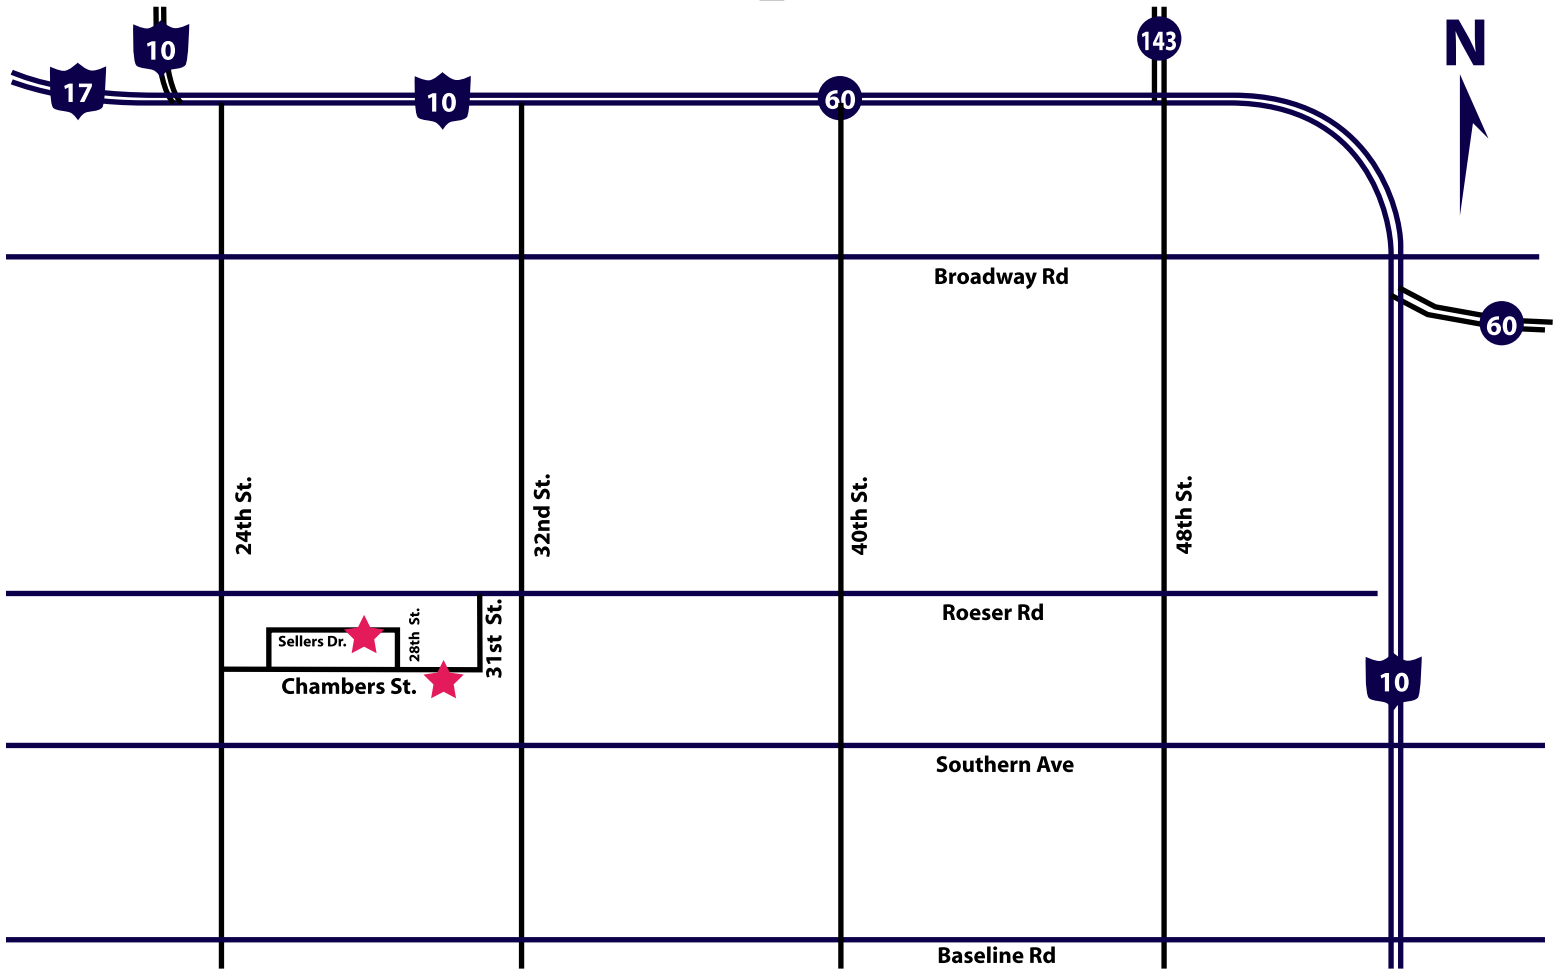 N
10
143
17
10
60
Broadway Rd
60
24th St.
32nd St.
40th St.
48th St.
Roeser Rd
Sellers Dr.
28th St.
31st St.
Chambers St.
10
Southern Ave
Baseline Rd